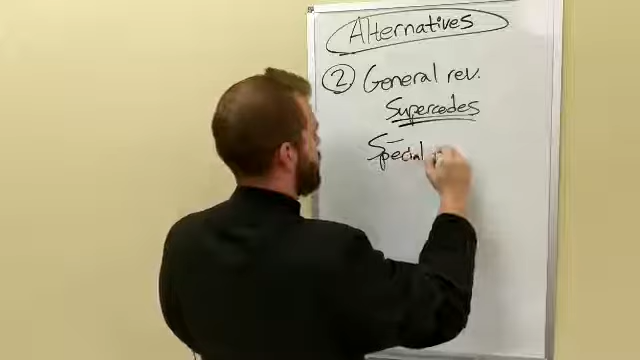 Alternatives
2 General rev.
Supercedes
Special